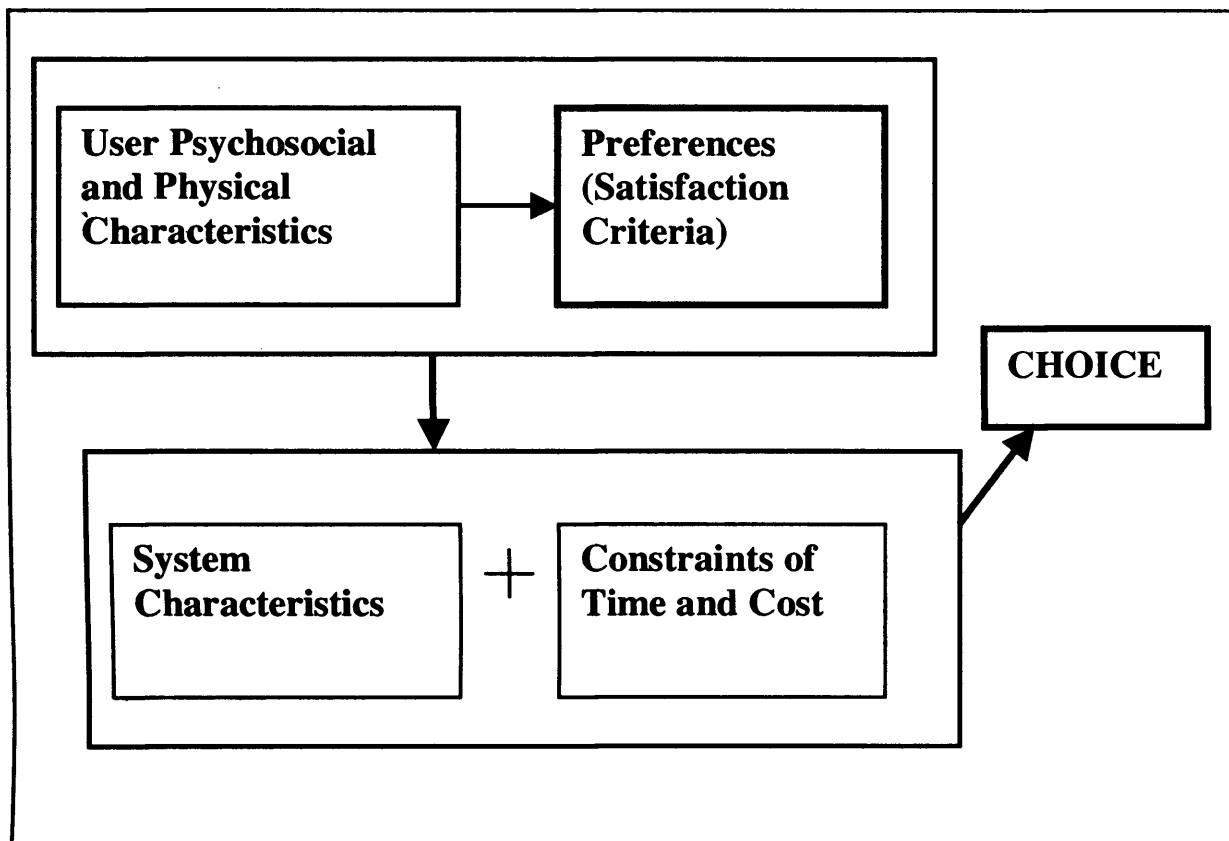 User Psychosocial
and Physical
Characteristics
Preferences
(Satisfaction
Criteria)
CHOICE
System
Characteristics
+
Constraints of
Time and Cost